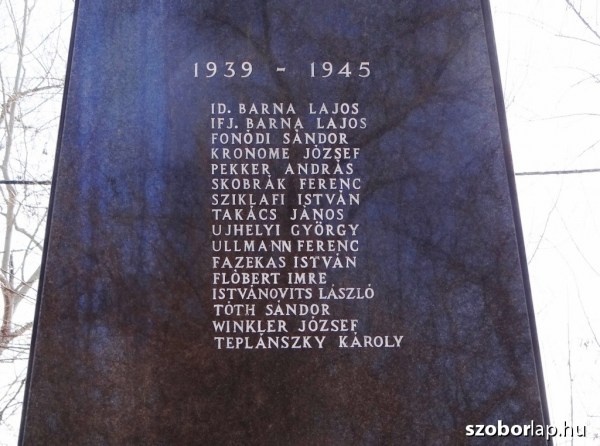 1939 - 1945
ID. BARNA LAJOS
IFJ. BARNA LAJOS
FONÓDI SÁNDOR
KRONOME JÓZSEF
PEKKER ANDRÁS
SKOBRÁK FERENC
SZIKLAFI ISTVÁN
TAKÁCS JÁNOS
UJHELYI GYÖRGY
ULLMANN FERENC
FAZEKAS ISTVÁN
FLÓBERT IMRE
ISTVÁNOVITS LÁSZLÓ
TÓTH SÁNDOR
WINKLER JÓZSEF
TEPLÁNSZKY KÁROLY
szoborlap.hu